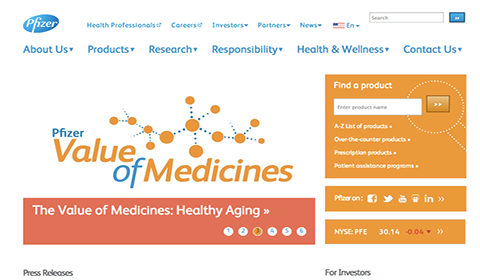 Pfizer
Health Professionals Careers Investors Partners News En Search
About Us Products Research Responsibility Health & Wellness Contact Us
Pfizer
Value
of Medicines
The Value of Medicines: Healthy Aging »
1 2 3 4 5 6
Find a product
Enter product name >>
A-Z List of products »
Over-the-counter products »
Prescription products »
Patient assistance programs »
Pfizer on : f in >>
NYSE: PFE 30.14 -0.04 >>
Press Releases
For Investors